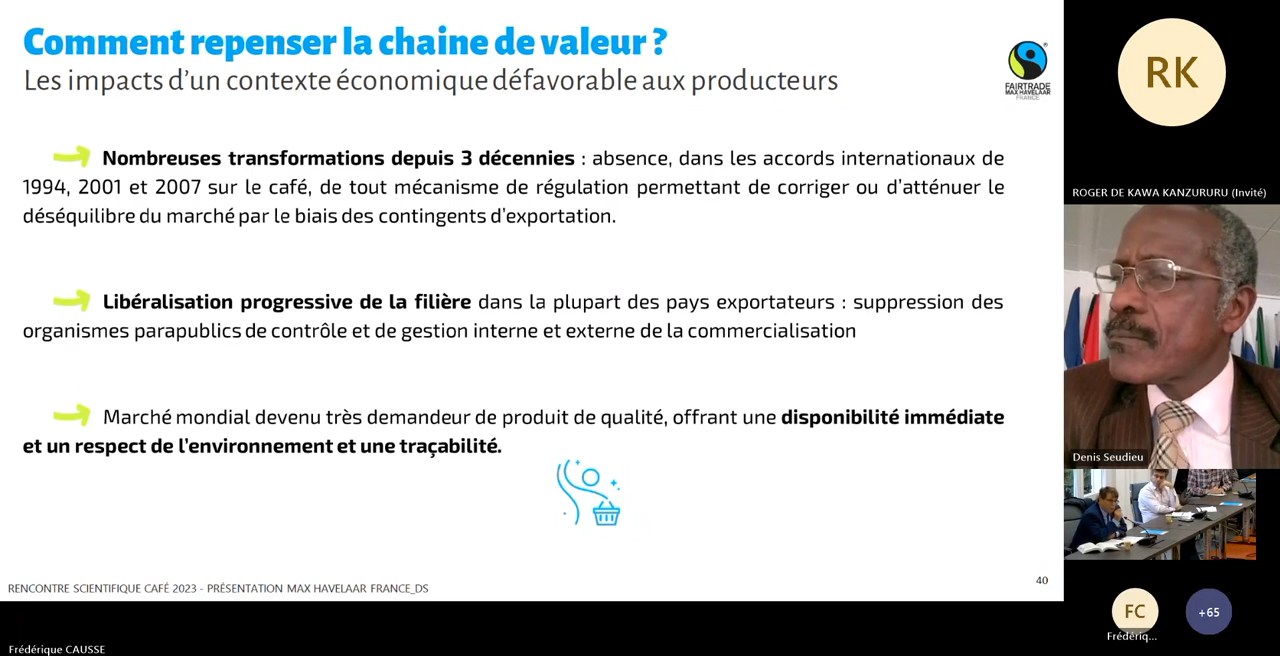 Comment repenser la chaine de valeur ?
Les impacts d'un contexte économique défavorable aux producteurs
FAIRTRADE
MAX HAVELAAR
FRANCE
Nombreuses transformations depuis 3 décennies : absence, dans les accords internationaux de
1994, 2001 et 2007 sur le café, de tout mécanisme de régulation permettant de corriger ou d'atténuer le
déséquilibre du marché par le biais des contingents d'exportation.
Libéralisation progressive de la filière dans la plupart des pays exportateurs : suppression des
organismes parapublics de contrôle et de gestion interne et externe de la commercialisation
Marché mondial devenu très demandeur de produit de qualité, offrant une disponibilité immédiate
et un respect de l'environnement et une traçabilité.
RENCONTRE SCIENTIFIQUE CAFÉ 2023 - PRÉSENTATION MAX HAVELAAR FRANCE_DS
40
Frédérique CAUSSE
RK
ROGER DE KAWA KANZURURU (Invité)
Denis Seudieu
FC
Frédériq...
+65